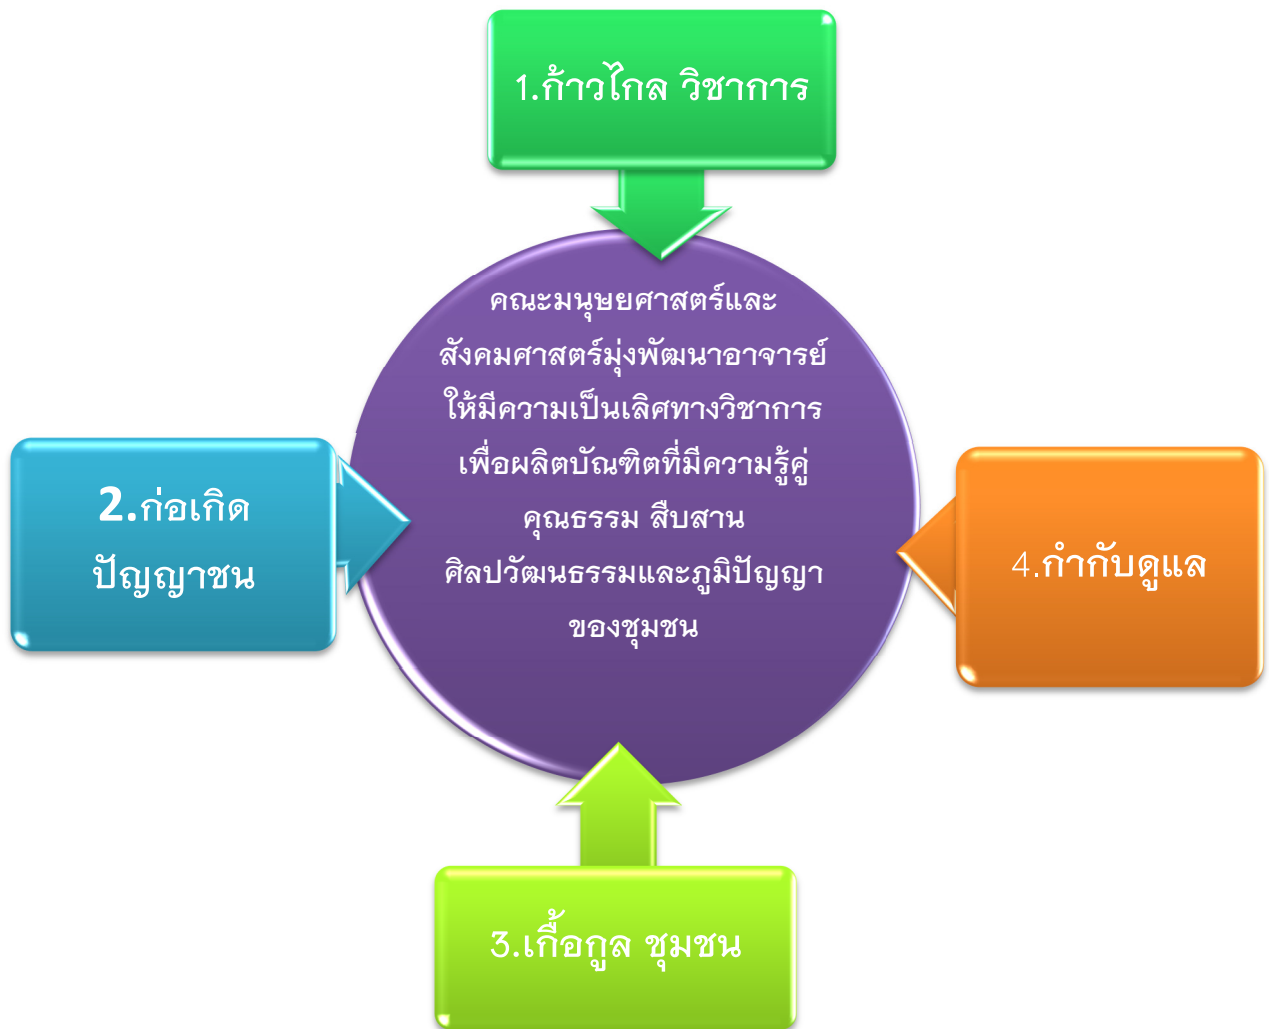 1.ก้าวไกล วิชาการ
คณะมนุษยศาสตร์และ
สังคมศาสตร์มุ่งพัฒนาอาจารย์
ให้มีความเป็นเลิศทางวิชาการ
เพื่อผลิตบัณฑิตที่มีความรู้คู่
คุณธรรม สืบสาน
ศิลปวัฒนธรรมและภูมิปัญญา
ของชุมชน
2.ก่อเกิด
ปัญญาชน
4.กำกับดูแล
3.เกื้อกูล ชุมชน